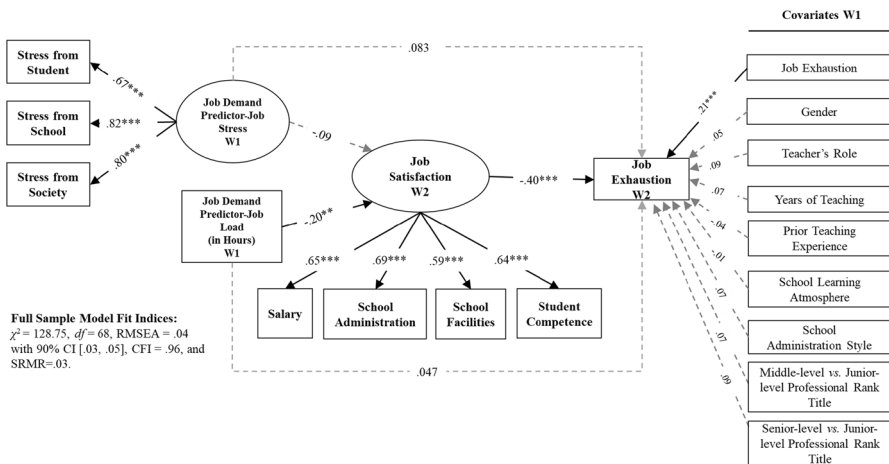 Covariates W1
Stress from
Student
Stress from
School
Stress from
Society
.67***
.82***
.80***
Job Demand
Predictor-Job
Stress
W1
Job Demand
Predictor-Job
Load
(in Hours)
W1
.083
-.09
-.20**
Job
Satisfaction
W2
-.40***
Job
Exhaustion
W2
.65***
.69***
.59***
.64***
Salary
School
Administration
School
Facilities
Student
Competence
.047
Full Sample Model Fit Indices:
χ² = 128.75, df = 68, RMSEA = .04
with 90% CI [.03, .05], CFI = .96, and
SRMR=.03.
.21***
.05
.09
.07
-.04
-.01
.07
.07
.09
Job Exhaustion
Gender
Teacher's Role
Years of Teaching
Prior Teaching
Experience
School Learning
Atmosphere
School
Administration Style
Middle-level vs. Junior-
level Professional Rank
Title
Senior-level vs. Junior-
level Professional Rank
Title